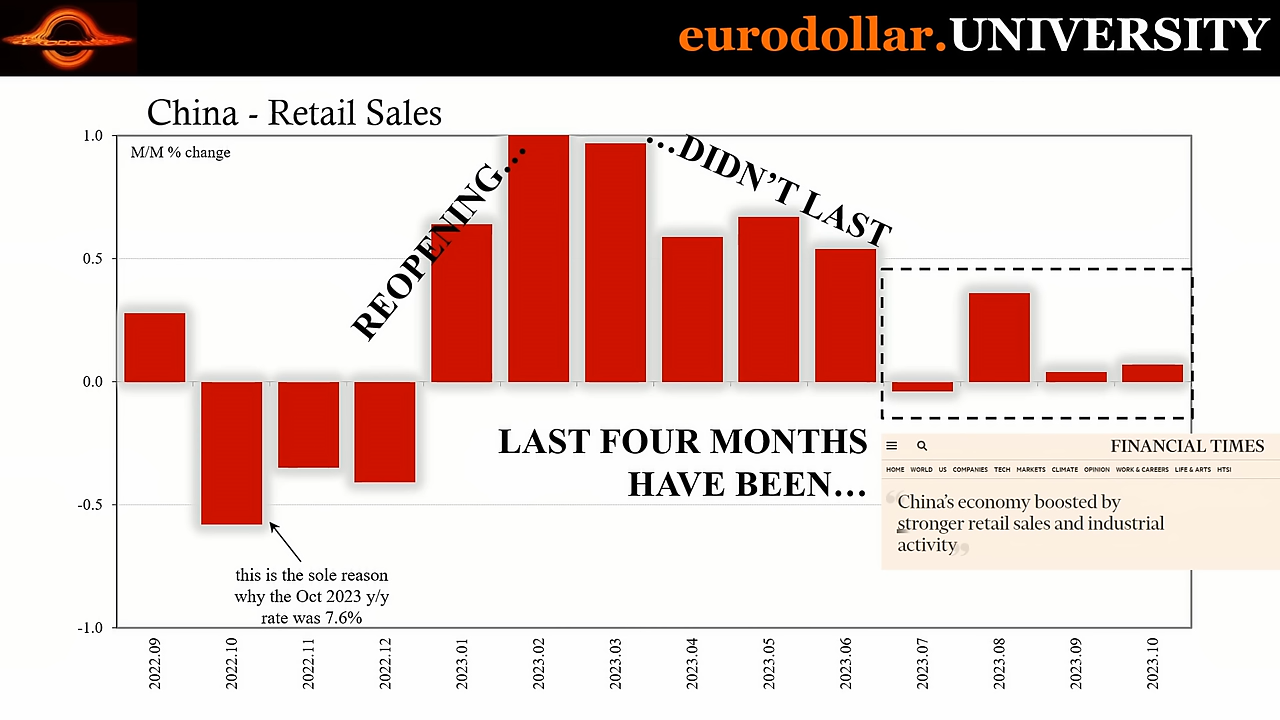 eurodollar.UNIVERSITY
China - Retail Sales
M/M % change
1.0
0.5
0.0
-0.5
-1.0
REOPENING...
...DIDN'T LAST
LAST FOUR MONTHS
HAVE BEEN...
FINANCIAL TIMES
HOME WORLD US COMPANIES TECH MARKETS CLIMATE OPINION WORK & CAREERS LIFE & ARTS HTSI
“China's economy boosted by
stronger retail sales and industrial
activity”
this is the sole reason
why the Oct 2023 y/y
rate was 7.6%
2022.09
2022.10
2022.11
2022.12
2023.01
2023.02
2023.03
2023.04
2023.05
2023.06
2023.07
2023.08
2023.09
2023.10